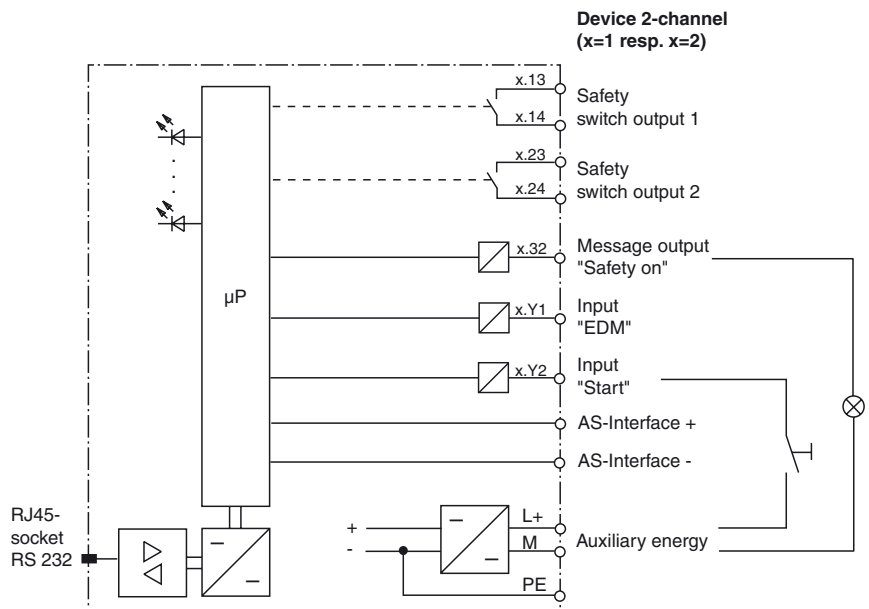 Device 2-channel
(x=1 resp. x=2)
x.13
Safety
switch output 1
x.14
x.23
Safety
switch output 2
x.24
x.32
Message output
"Safety on"
µP
x.Y1
Input
"EDM"
x.Y2
Input
"Start"
AS-Interface +
AS-Interface -
RJ45-
socket
RS 232
+
-
L+
M
Auxiliary energy
PE